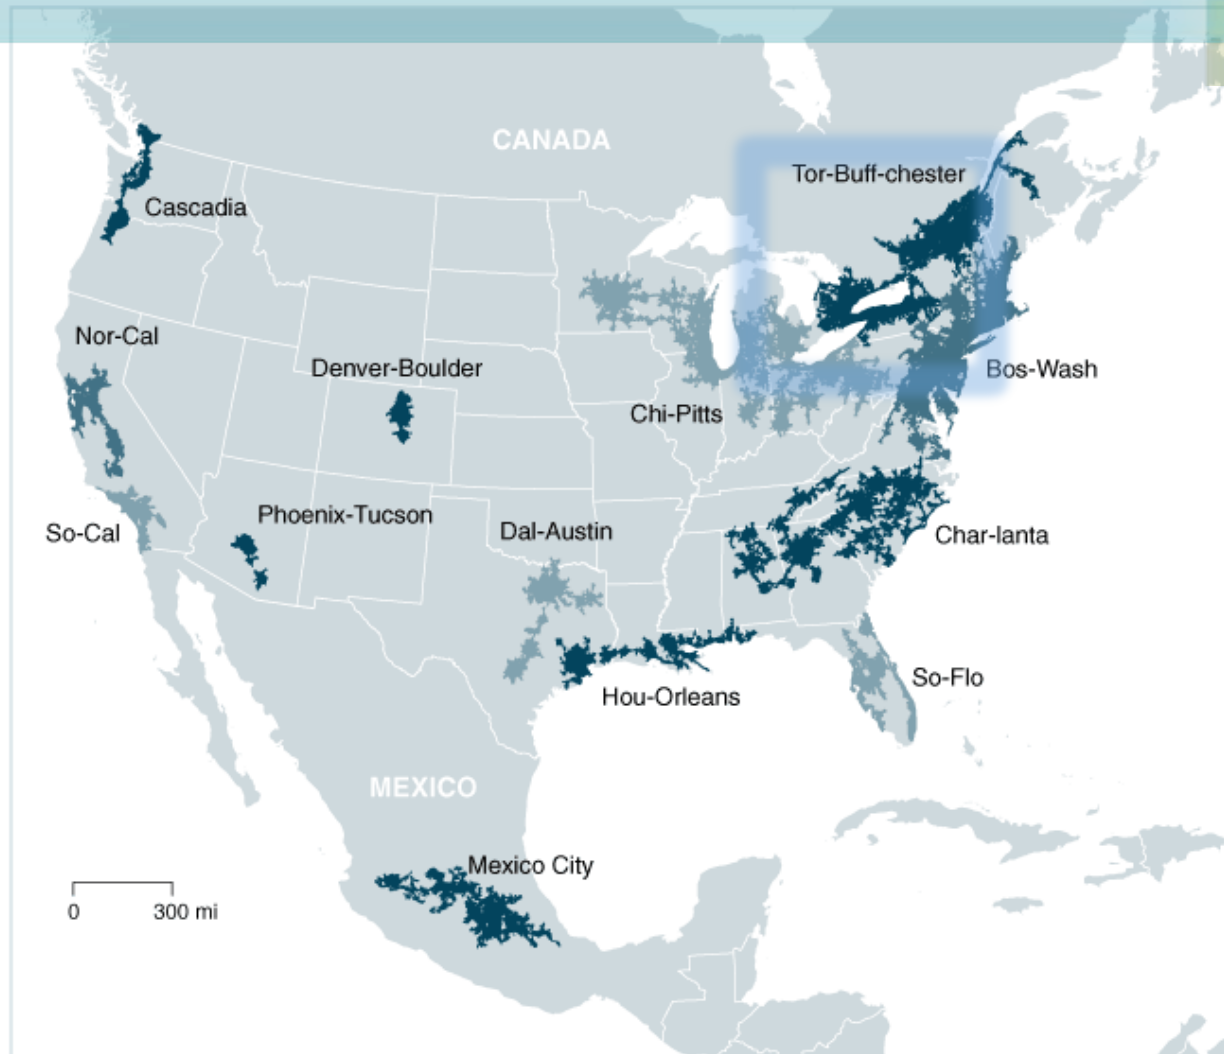 CANADA
Tor-Buff-chester
Cascadia
Nor-Cal
Denver-Boulder
Bos-Wash
Chi-Pitts
Phoenix-Tucson
Dal-Austin
So-Cal
Char-lanta
So-Flo
Hou-Orleans
MEXICO
Mexico City
0 300 mi